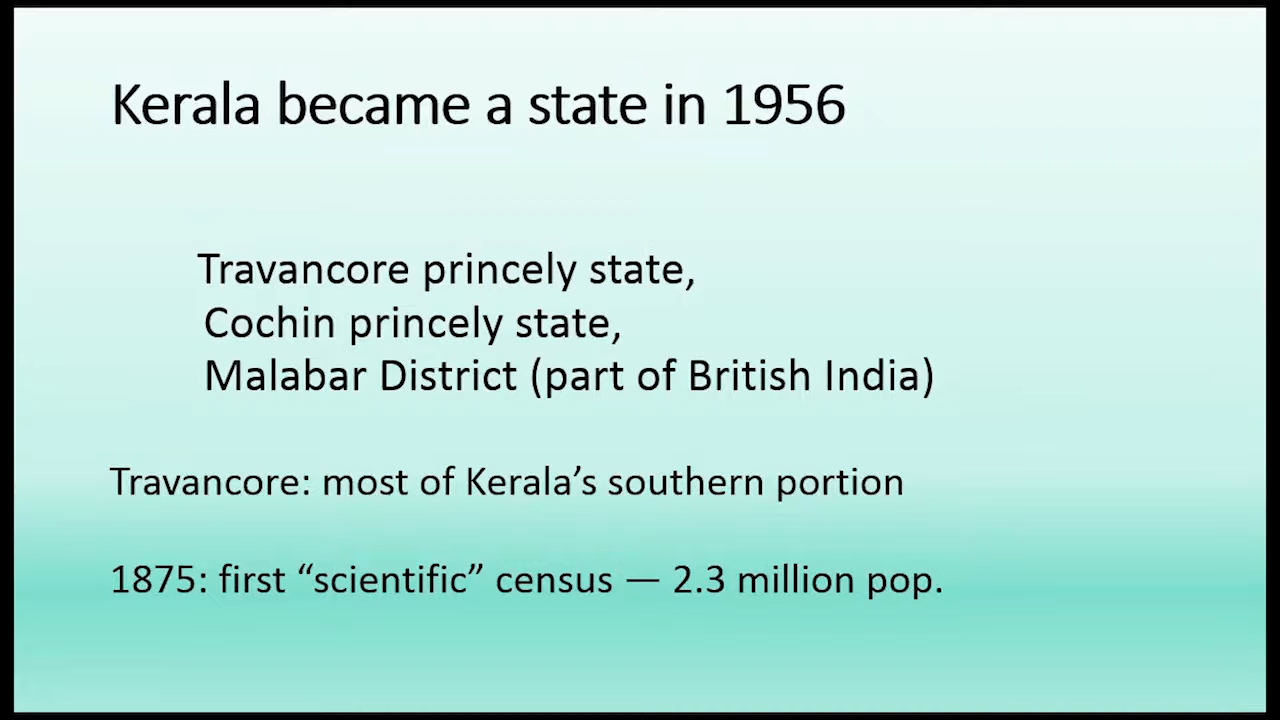 Kerala became a state in 1956
Travancore princely state,
Cochin princely state,
Malabar District (part of British India)
Travancore: most of Kerala’s southern portion
1875: first “scientific” census — 2.3 million pop.